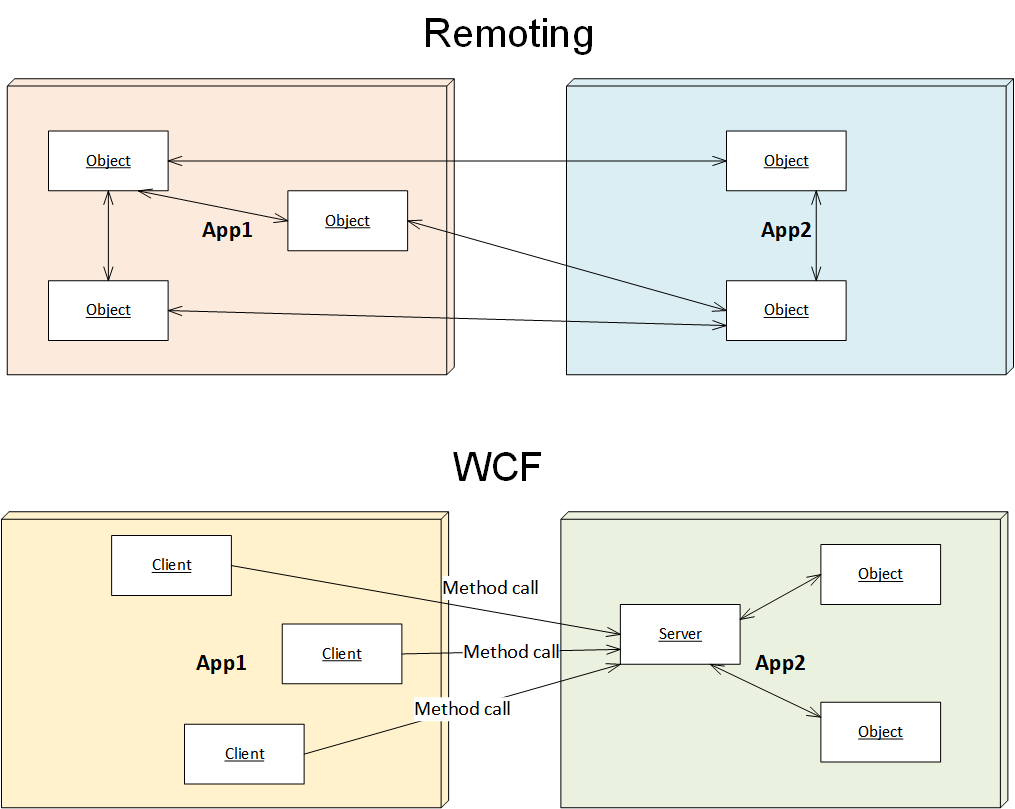 Remoting
Object
Object
Object
App1
App2
Object
Object
WCF
Client
Object
Method call
Server
Method call
Client
App1
App2
Method call
Object
Client